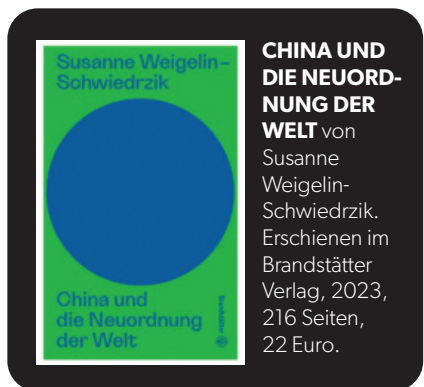 Susanne Weigelin–
Schwiedrzik
China und
die Neuordnung
der Welt
Brandstätter
CHINA UND
DIE NEUORD-
NUNG DER
WELT von
Susanne
Weigelin-
Schwiedrzik.
Erschienen im
Brandstätter
Verlag, 2023,
216 Seiten,
22 Euro.